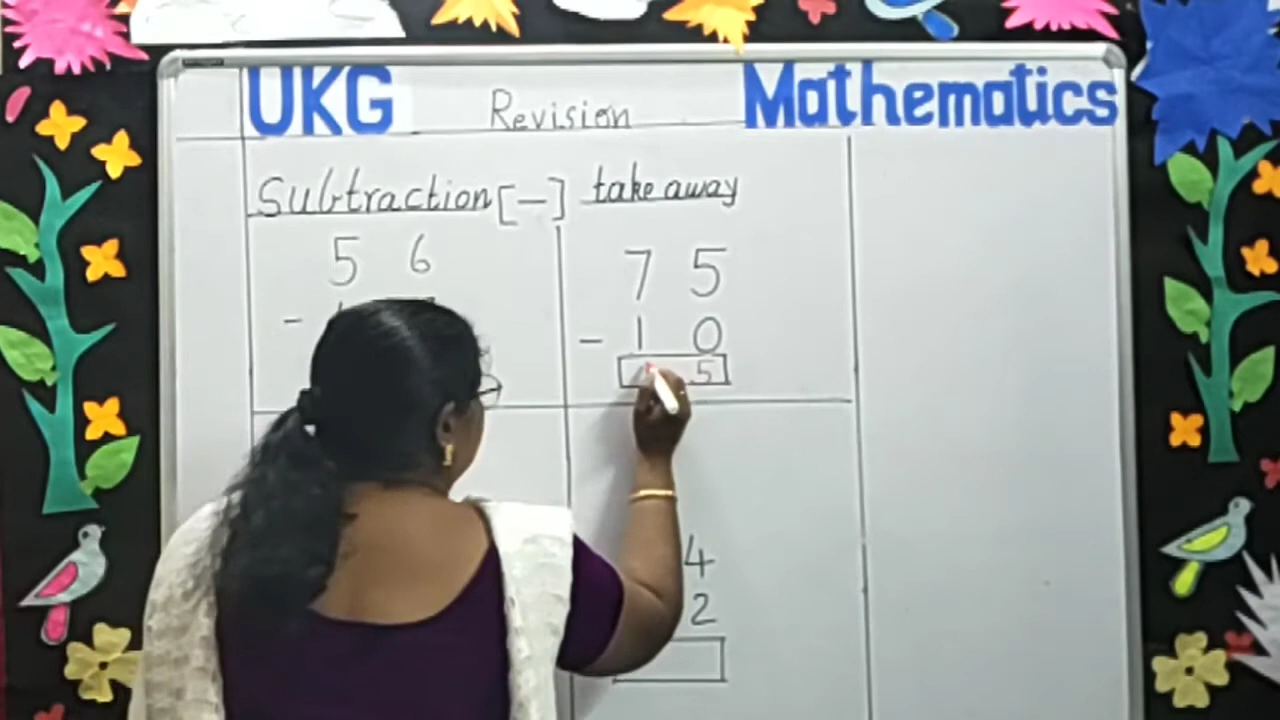 UKG Revision Mathematics
Subtraction [-] take away
5 6
-
7 5
- 1 0
5
4
2